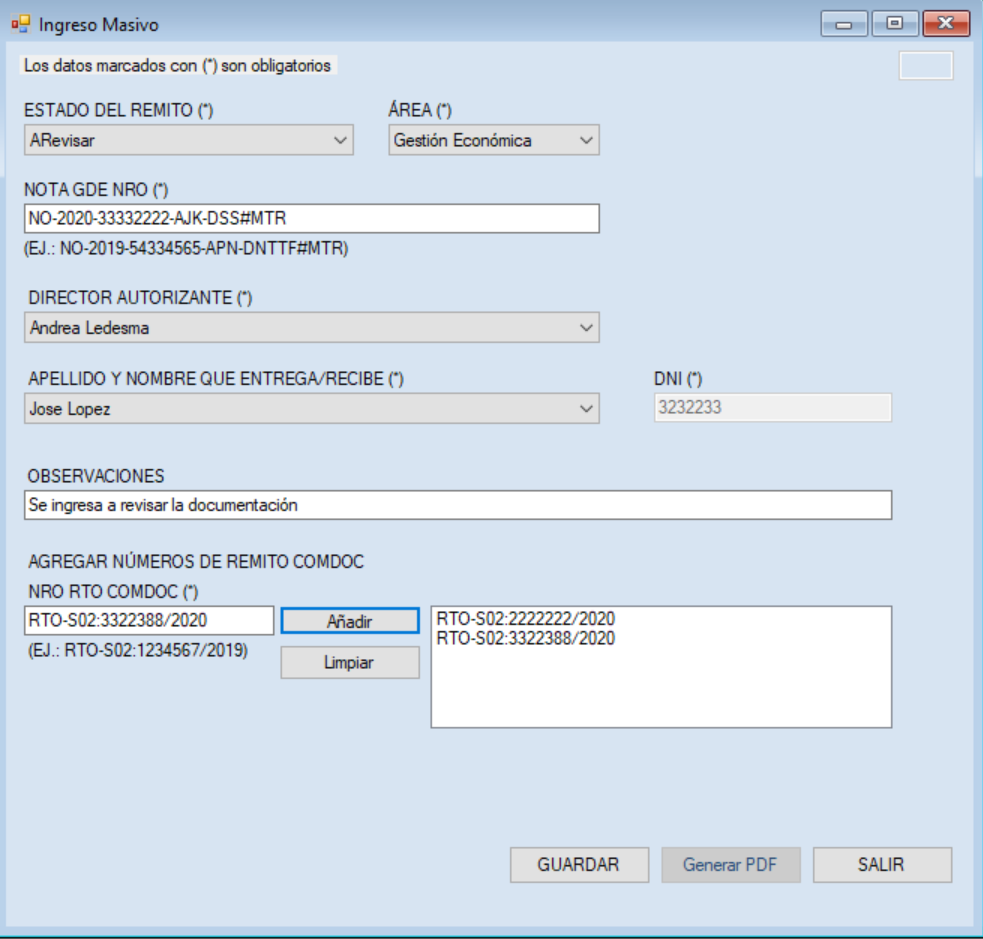 Ingreso Masivo
Los datos marcados con (*) son obligatorios
ESTADO DEL REMITO (*) ÁREA (*)
ARevisar Gestión Económica
NOTA GDE NRO (*)
NO-2020-33332222-AJK-DSS#MTR
(EJ.: NO-2019-54334565-APN-DNTTF#MTR)
DIRECTOR AUTORIZANTE (*)
Andrea Ledesma
APELLIDO Y NOMBRE QUE ENTREGA/RECIBE (*) DNI (*)
Jose Lopez 3232233
OBSERVACIONES
Se ingresa a revisar la documentación
AGREGAR NÚMEROS DE REMITO COMDOC
NRO RTO COMDOC (*)
RTO-S02:3322388/2020 Añadir RTO-S02:2222222/2020
RTO-S02:3322388/2020
(EJ.: RTO-S02:1234567/2019) Limpiar
GUARDAR Generar PDF SALIR